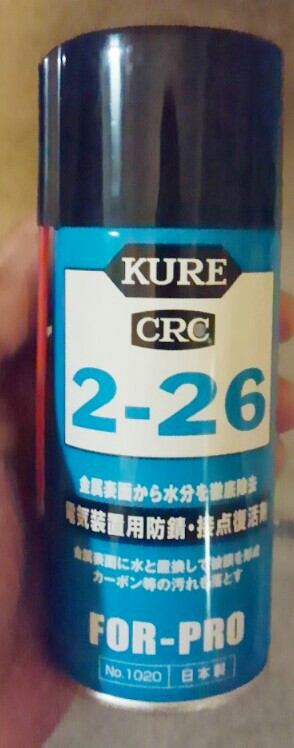 KURE
CRC
2-26
金属表面から水分を徹底除去
電気装置用防錆・接点復活剤
金属表面に水と置換して被膜を形成
カーボン等の汚れも落とす
FOR-PRO
No.1020 日本製